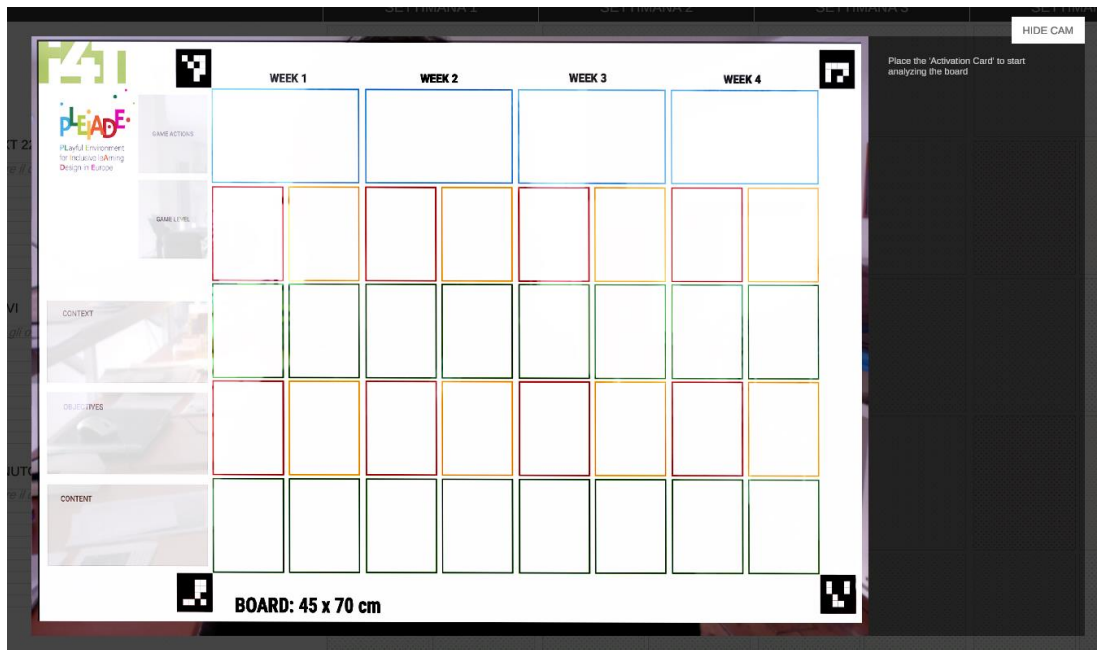 SETTIMANA 1
SETTIMANA 2
SETTIMANA 3
HIDE CAM
Place the 'Activation Card' to start
analyzing the board
F4T
WEEK 1
WEEK 2
WEEK 3
WEEK 4
PLEIADE
PLayful Environment
for Inclusive leArning
Design in Europe
GAME ACTIONS
GAME LEVEL
CONTEXT
OBJECTIVES
CONTENT
BOARD: 45 x 70 cm